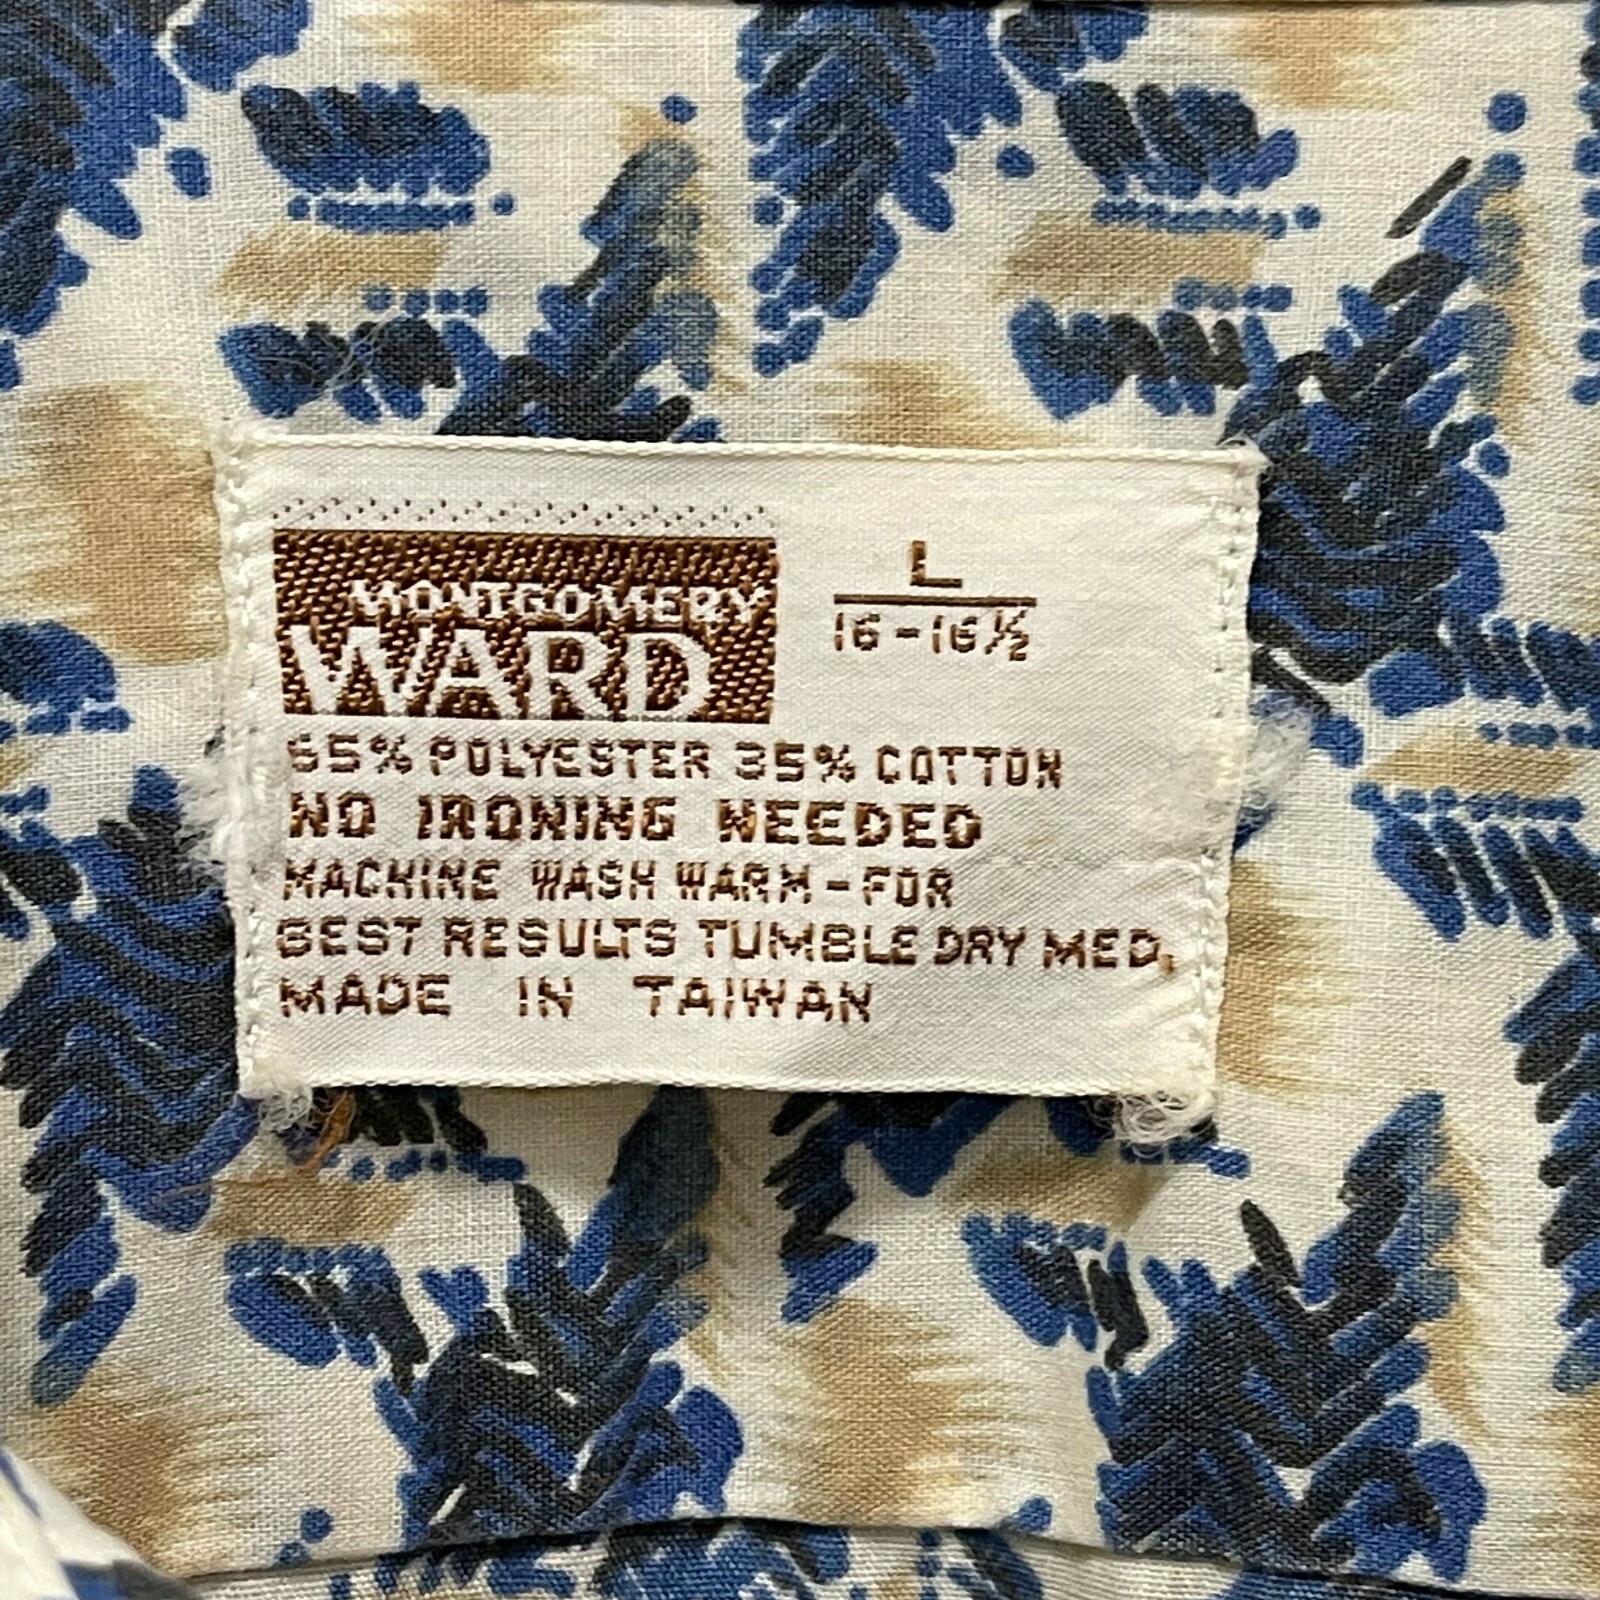 MONTGOMERY
WARD
L
16-16½
65% POLYESTER 35% COTTON
NO IRONING NEEDED
MACHINE WASH WARM-FOR
BEST RESULTS TUMBLE DRY MED.
MADE IN TAIWAN